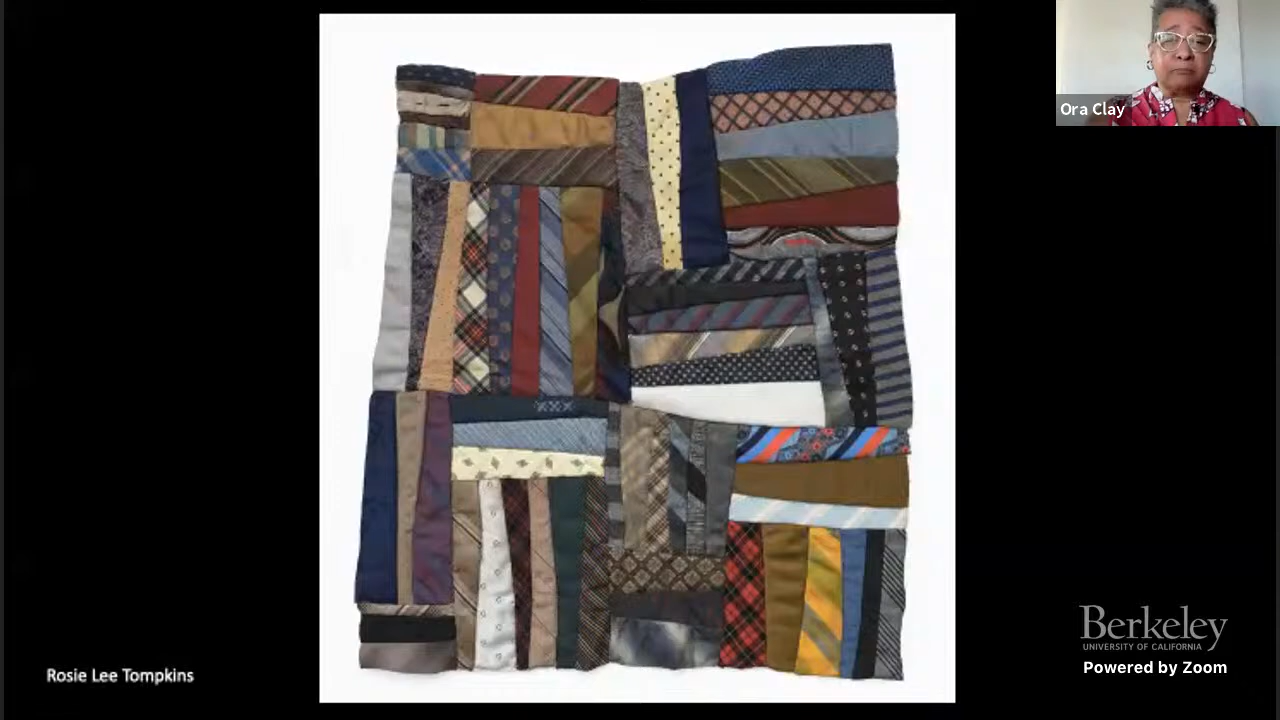 Ora Clay
Berkeley
UNIVERSITY OF CALIFORNIA
Powered by Zoom
Rosie Lee Tompkins